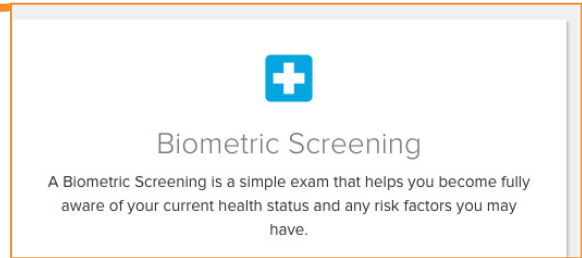 Biometric Screening
A Biometric Screening is a simple exam that helps you become fully
aware of your current health status and any risk factors you may
have.